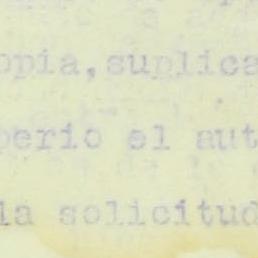 opia, suplica
perio el aut
la solicitud